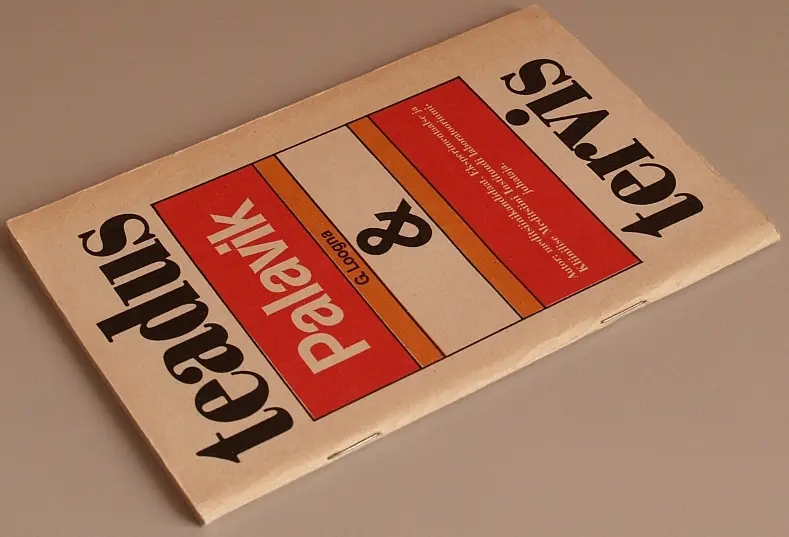 teadus
Palavik
G. Loogna
&
Autor: meditsiinikandidaat. Eksperimentaalse ja
Kliinilise Meditsiini Instituudi laboratooriumi-
juhataja.
tervis